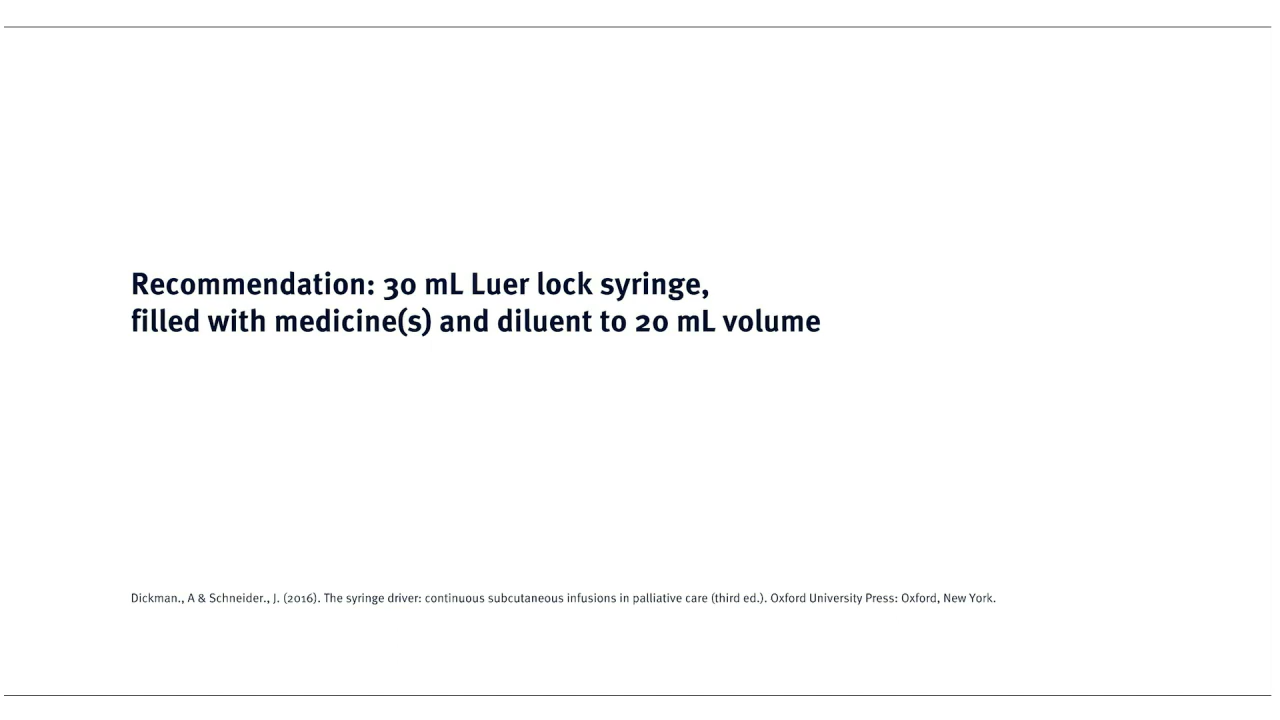 Recommendation: 30 mL Luer lock syringe,
filled with medicine(s) and diluent to 20 mL volume
Dickman., A & Schneider., J. (2016). The syringe driver: continuous subcutaneous infusions in palliative care (third ed.). Oxford University Press: Oxford, New York.